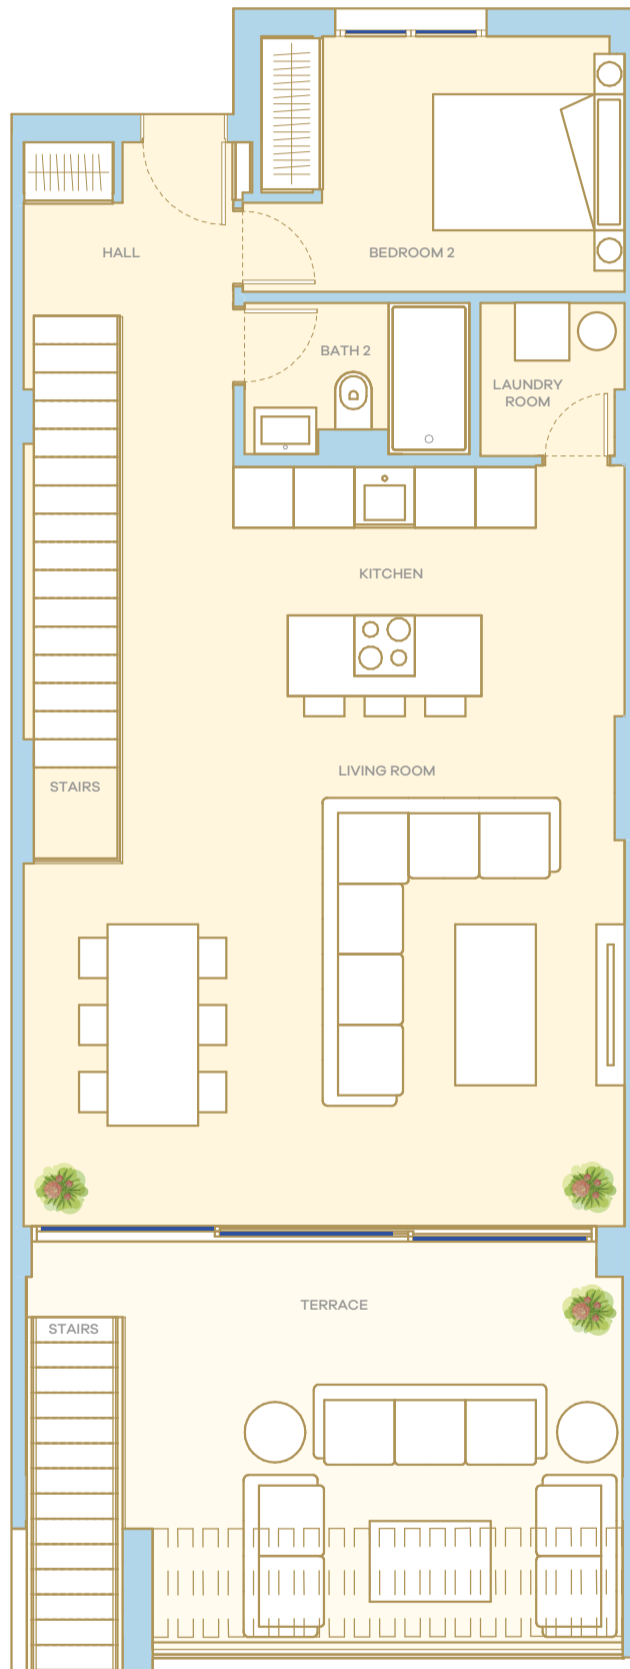 HALL
BEDROOM 2
BATH 2
LAUNDRY
ROOM
KITCHEN
LIVING ROOM
STAIRS
TERRACE
STAIRS